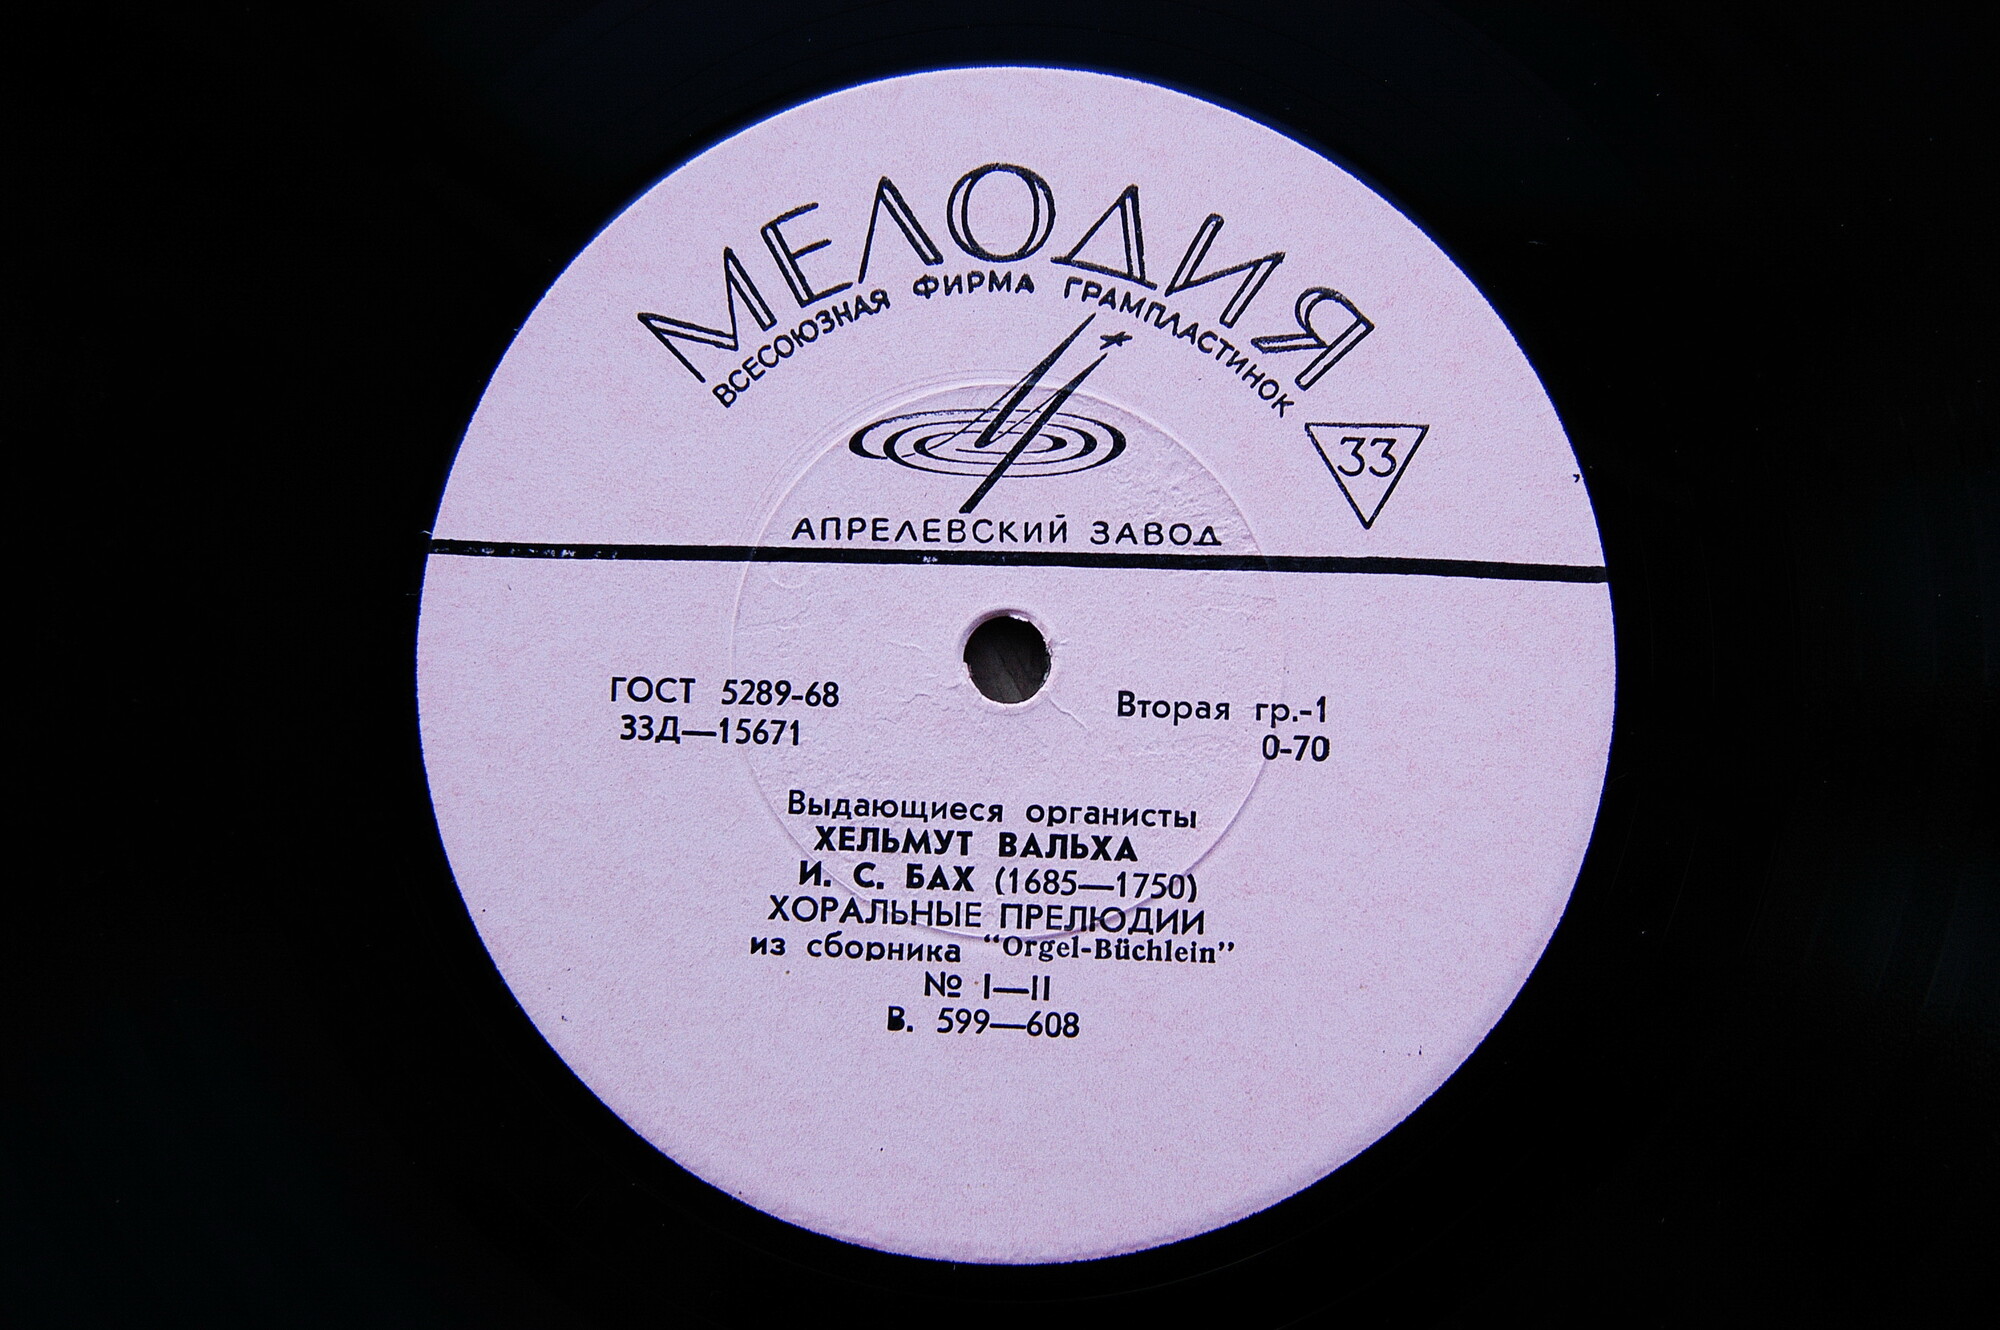 МЕЛОДИЯ
ВСЕСОЮЗНАЯ ФИРМА ГРАМПЛАСТИНОК
33
АПРЕЛЕВСКИЙ ЗАВОД
ГОСТ 5289-68
33Д—15671
Вторая гр.-1
0-70
Выдающиеся органисты
ХЕЛЬМУТ ВАЛЬХА
И. С. БАХ (1685—1750)
ХОРАЛЬНЫЕ ПРЕЛЮДИИ
из сборника “Orgel-Büchlein”
№ I—II
В. 599—608